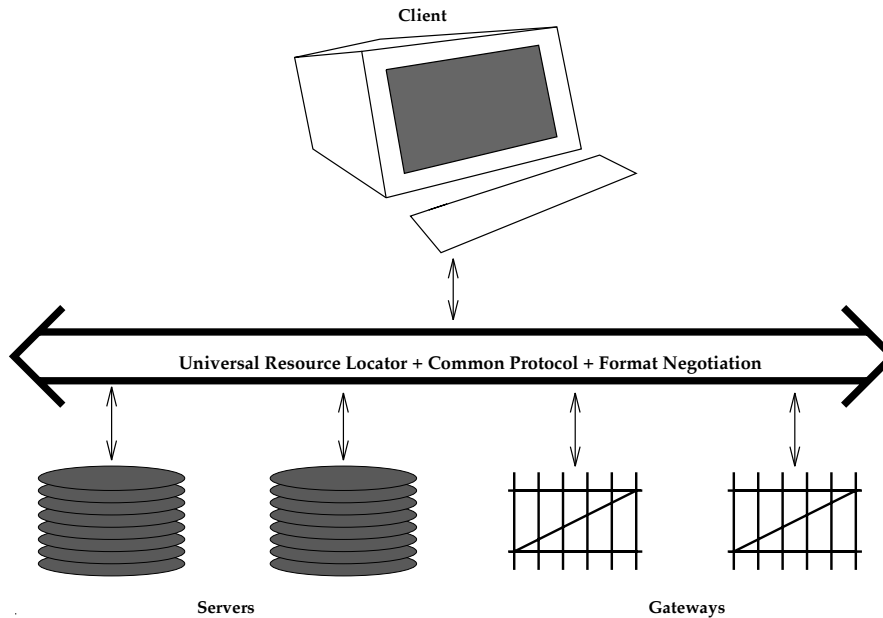 Client
Universal Resource Locator + Common Protocol + Format Negotiation
Servers
Gateways